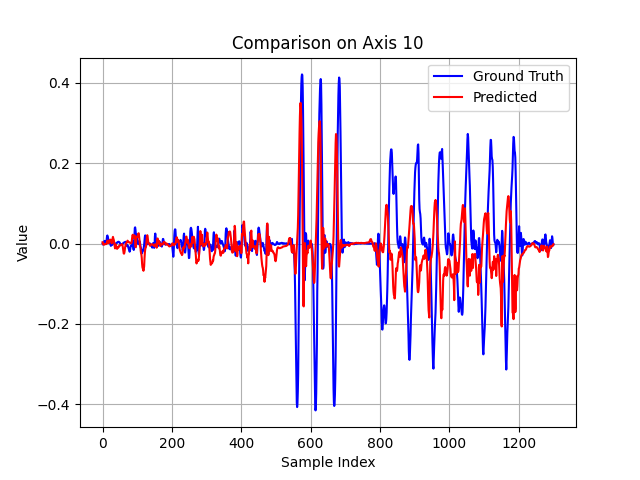 Comparison on Axis 10
Ground Truth
Predicted
Value
0.4
0.2
0.0
−0.2
−0.4
0 200 400 600 800 1000 1200
Sample Index